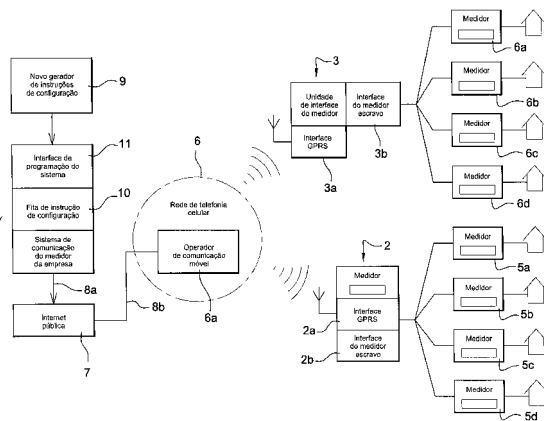 Novo gerador
de instruções
de configuração
9
11
Interface de
programação do
sistema
10
Fita de instrução
de configuração
Sistema de
comunicação
do medidor
da empresa
8a
Internet
pública
7
8b
6
Rede de telefonia
celular
Operador
de comunicação
móvel
6a
3
Unidade
de interface
do medidor
Interface
do medidor
escravo
3b
Interface
GPRS
3a
2
Medidor
Interface
GPRS
2a
Interface
do medidor
escravo
2b
Medidor
6a
Medidor
6b
Medidor
6c
Medidor
6d
Medidor
5a
Medidor
5b
Medidor
5c
Medidor
5d